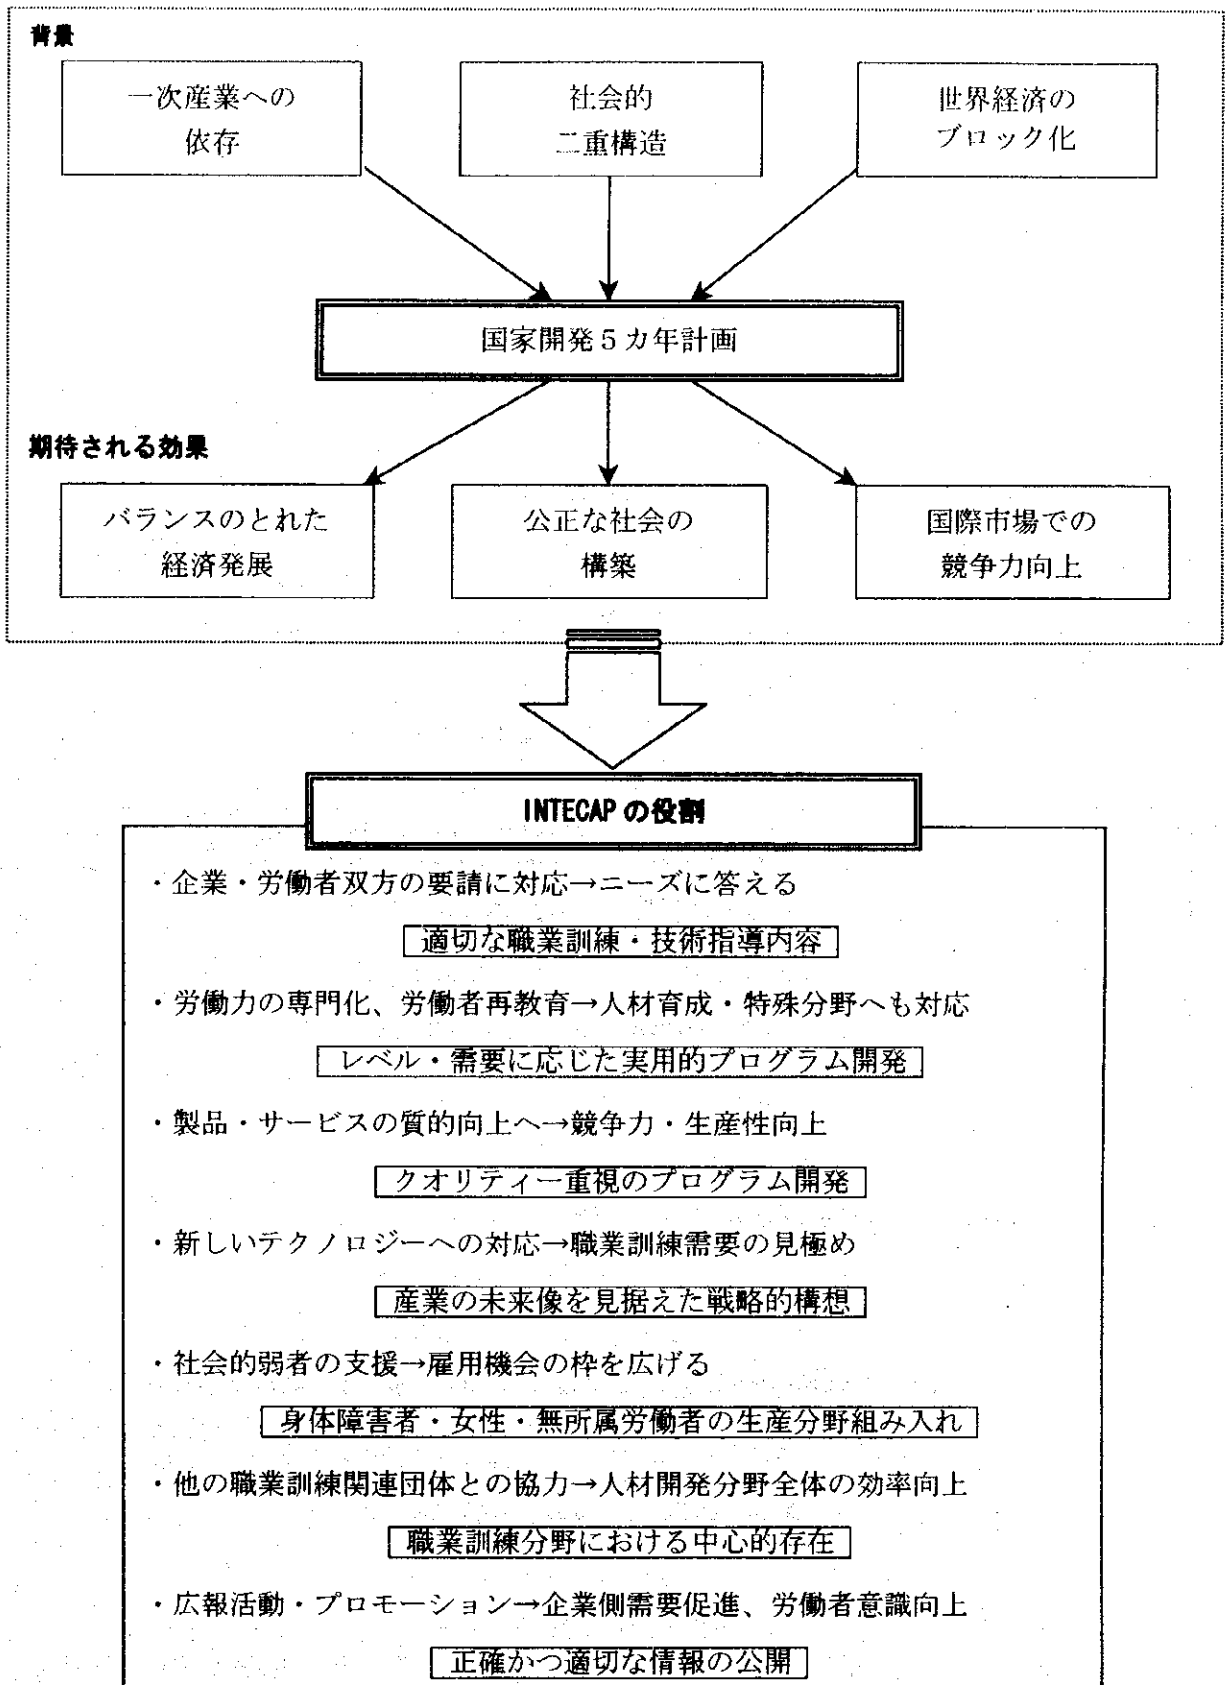 背景
一次産業への
依存
社会的
二重構造
世界経済の
ブロック化
国家開発５カ年計画
期待される効果
バランスのとれた
経済発展
公正な社会の
構築
国際市場での
競争力向上
INTECAPの役割
・企業・労働者双方の要請に対応→ニーズに答える
適切な職業訓練・技術指導内容
・労働力の専門化、労働者再教育→人材育成・特殊分野へも対応
レベル・需要に応じた実用的プログラム開発
・製品・サービスの質的向上へ→競争力・生産性向上
クオリティー重視のプログラム開発
・新しいテクノロジーへの対応→職業訓練需要の見極め
産業の未来像を見据えた戦略的構想
・社会的弱者の支援→雇用機会の枠を広げる
身体障害者・女性・無所属労働者の生産分野組み入れ
・他の職業訓練関連団体との協力→人材開発分野全体の効率向上
職業訓練分野における中心的存在
・広報活動・プロモーション→企業側需要促進、労働者意識向上
正確かつ適切な情報の公開